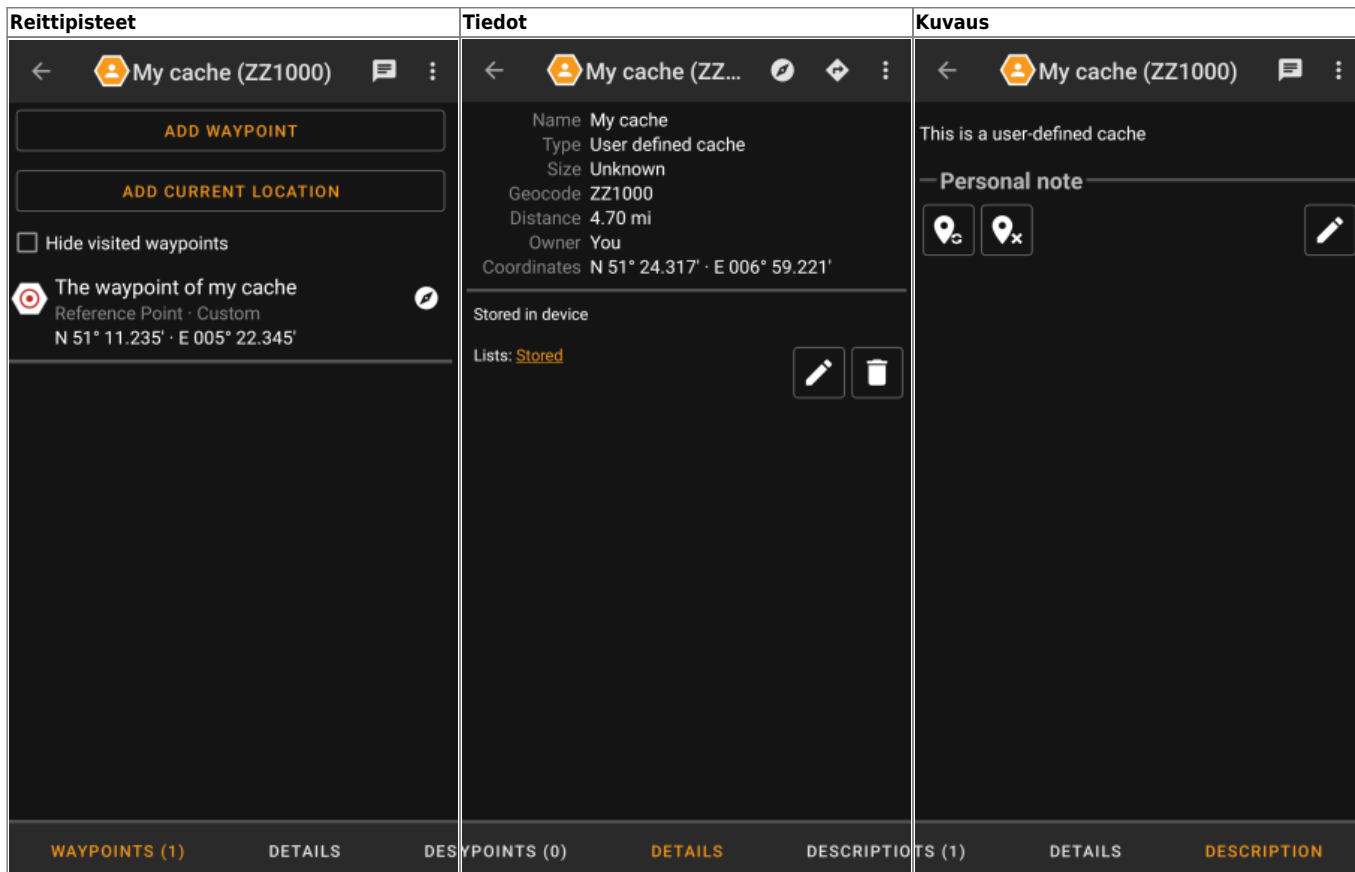 Reittipisteet
My cache (ZZ1000)
ADD WAYPOINT
ADD CURRENT LOCATION
Hide visited waypoints
The waypoint of my cache
Reference Point · Custom
N 51° 11.235' · E 005° 22.345'
WAYPOINTS (1) DETAILS DES
Tiedot
My cache (ZZ...
Name My cache
Type User defined cache
Size Unknown
Geocode ZZ1000
Distance 4.70 mi
Owner You
Coordinates N 51° 24.317' · E 006° 59.221'
Stored in device
Lists: Stored
YPOINTS (0) DETAILS DESCRIPTIO
Kuvaus
My cache (ZZ1000)
This is a user-defined cache
Personal note
TS (1) DETAILS DESCRIPTION